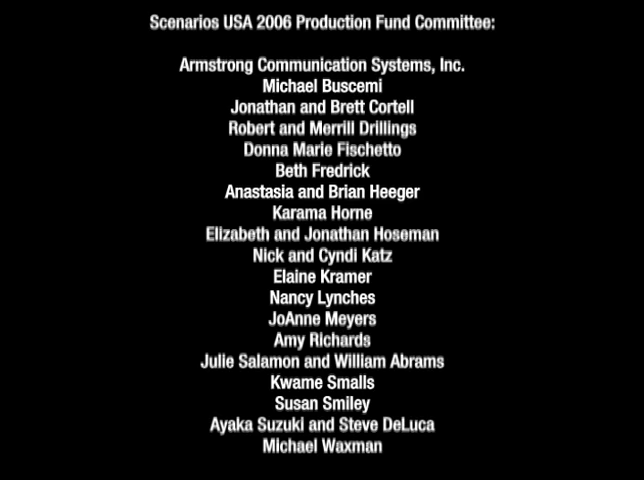 Scenarios USA 2006 Production Fund Committee:
Armstrong Communication Systems, Inc.
Michael Buscemi
Jonathan and Brett Cortell
Robert and Merrill Drillings
Donna Marie Fischetto
Beth Fredrick
Anastasia and Brian Heeger
Karama Horne
Elizabeth and Jonathan Hoseman
Nick and Cyndi Katz
Elaine Kramer
Nancy Lynches
JoAnne Meyers
Amy Richards
Julie Salamon and William Abrams
Kwame Smalls
Susan Smiley
Ayaka Suzuki and Steve DeLuca
Michael Waxman